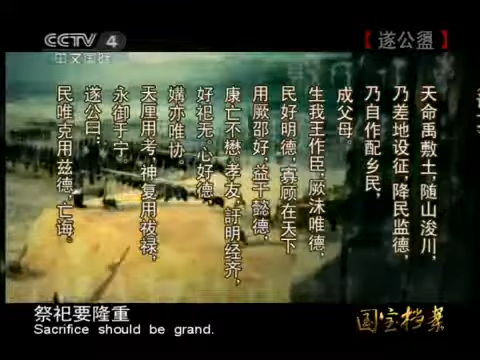 CCTV 4
中文国际
【遂公盨】
天命禹敷土,随山浚川,
乃差地设征,降民监德,
乃自作配乡民,
成父母。
生我王作臣,厥沬唯德,
民好明德,寡顾在天下
用厥邵好,益干懿德,
康亡不懋,孝友,訏明经齐,
好祀无。心好德,
媾亦唯协,
天厘用考,神复用祓禄,
永御于宁
遂公曰:
民唯克用兹德,亡诲。
祭祀要隆重
Sacrifice should be grand.
国宝档案